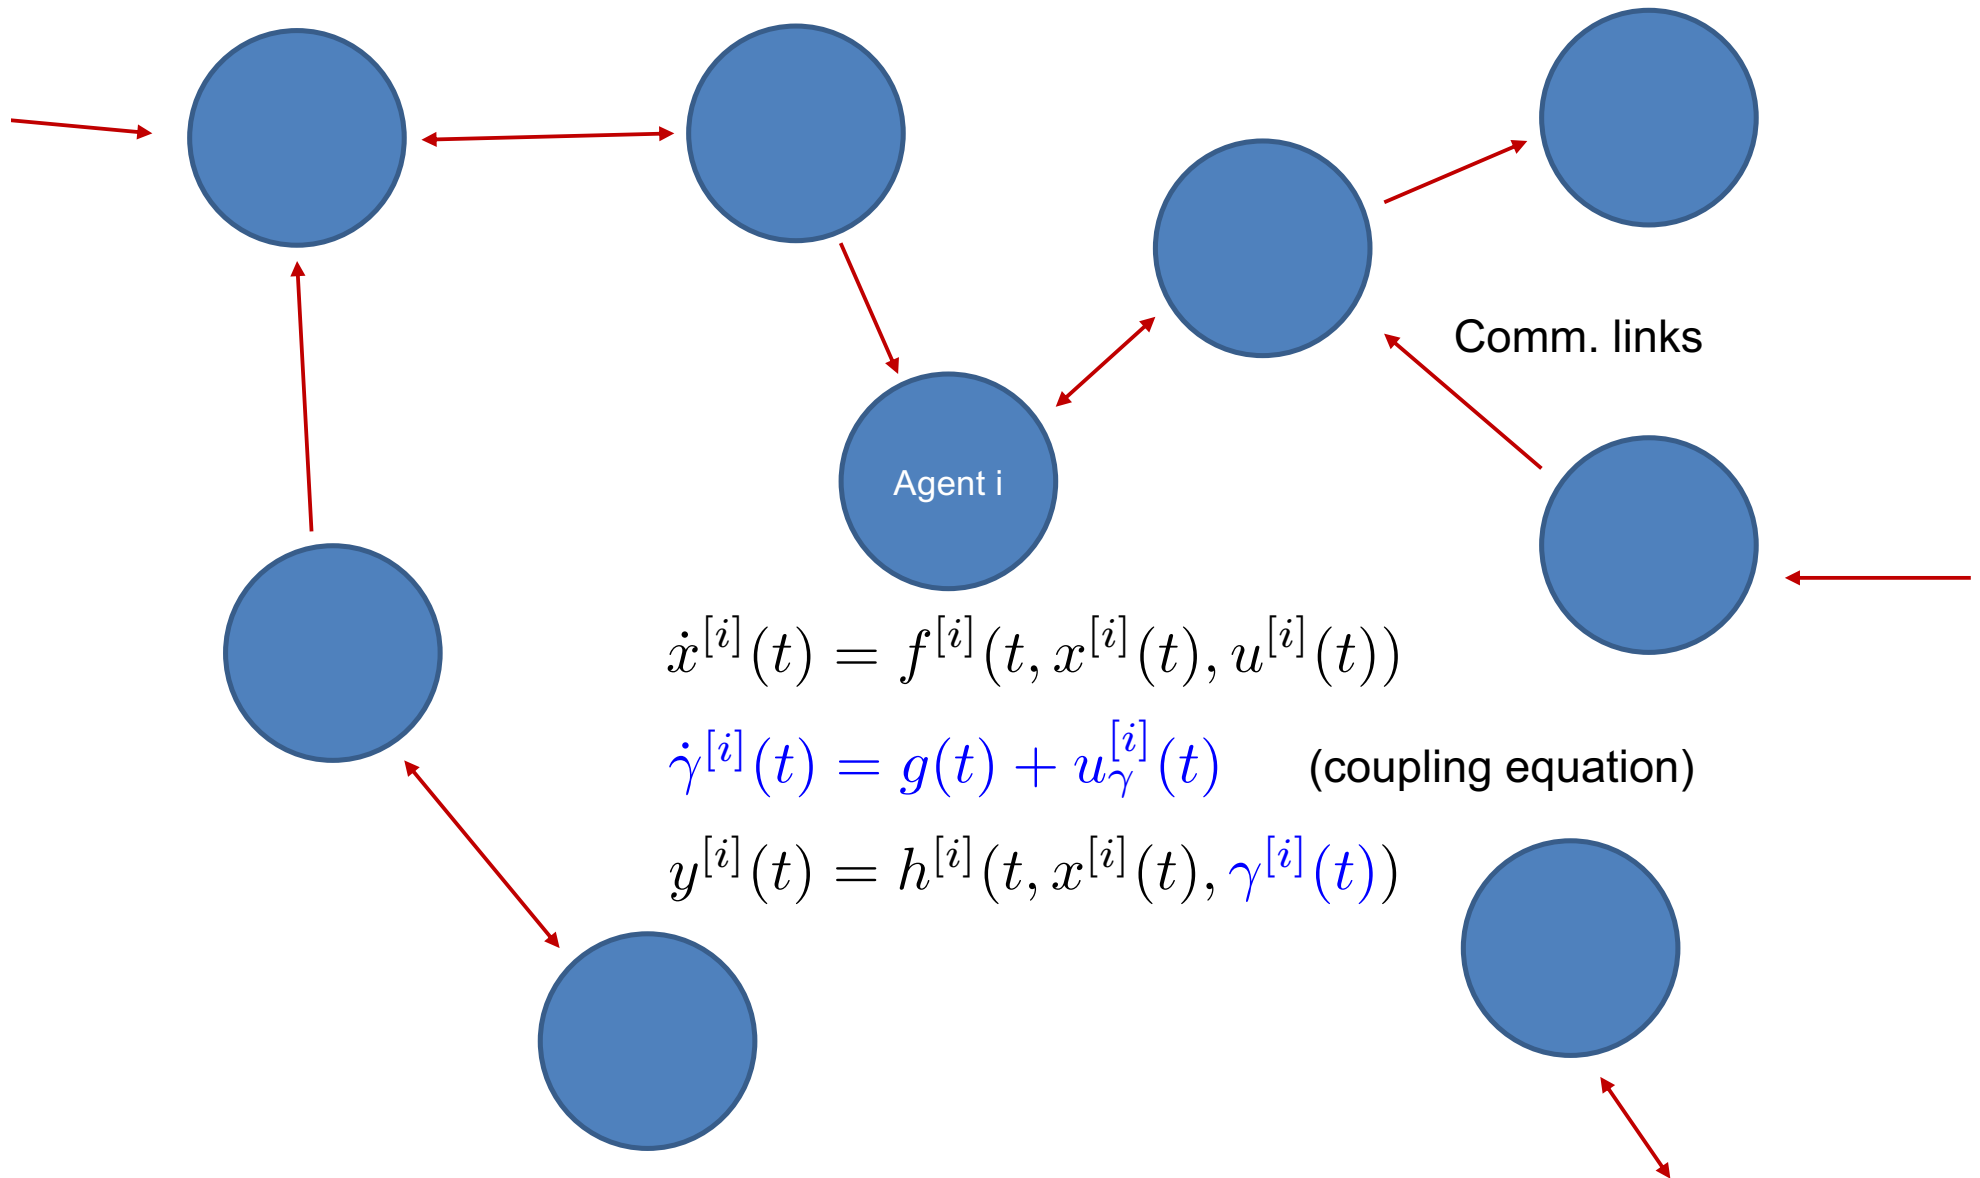 Comm. links
Agent i
ẋ^{[i]}(t) = f^{[i]}(t, x^{[i]}(t), u^{[i]}(t))
γ̇^{[i]}(t) = g(t) + u_γ^{[i]}(t) (coupling equation)
y^{[i]}(t) = h^{[i]}(t, x^{[i]}(t), γ^{[i]}(t))